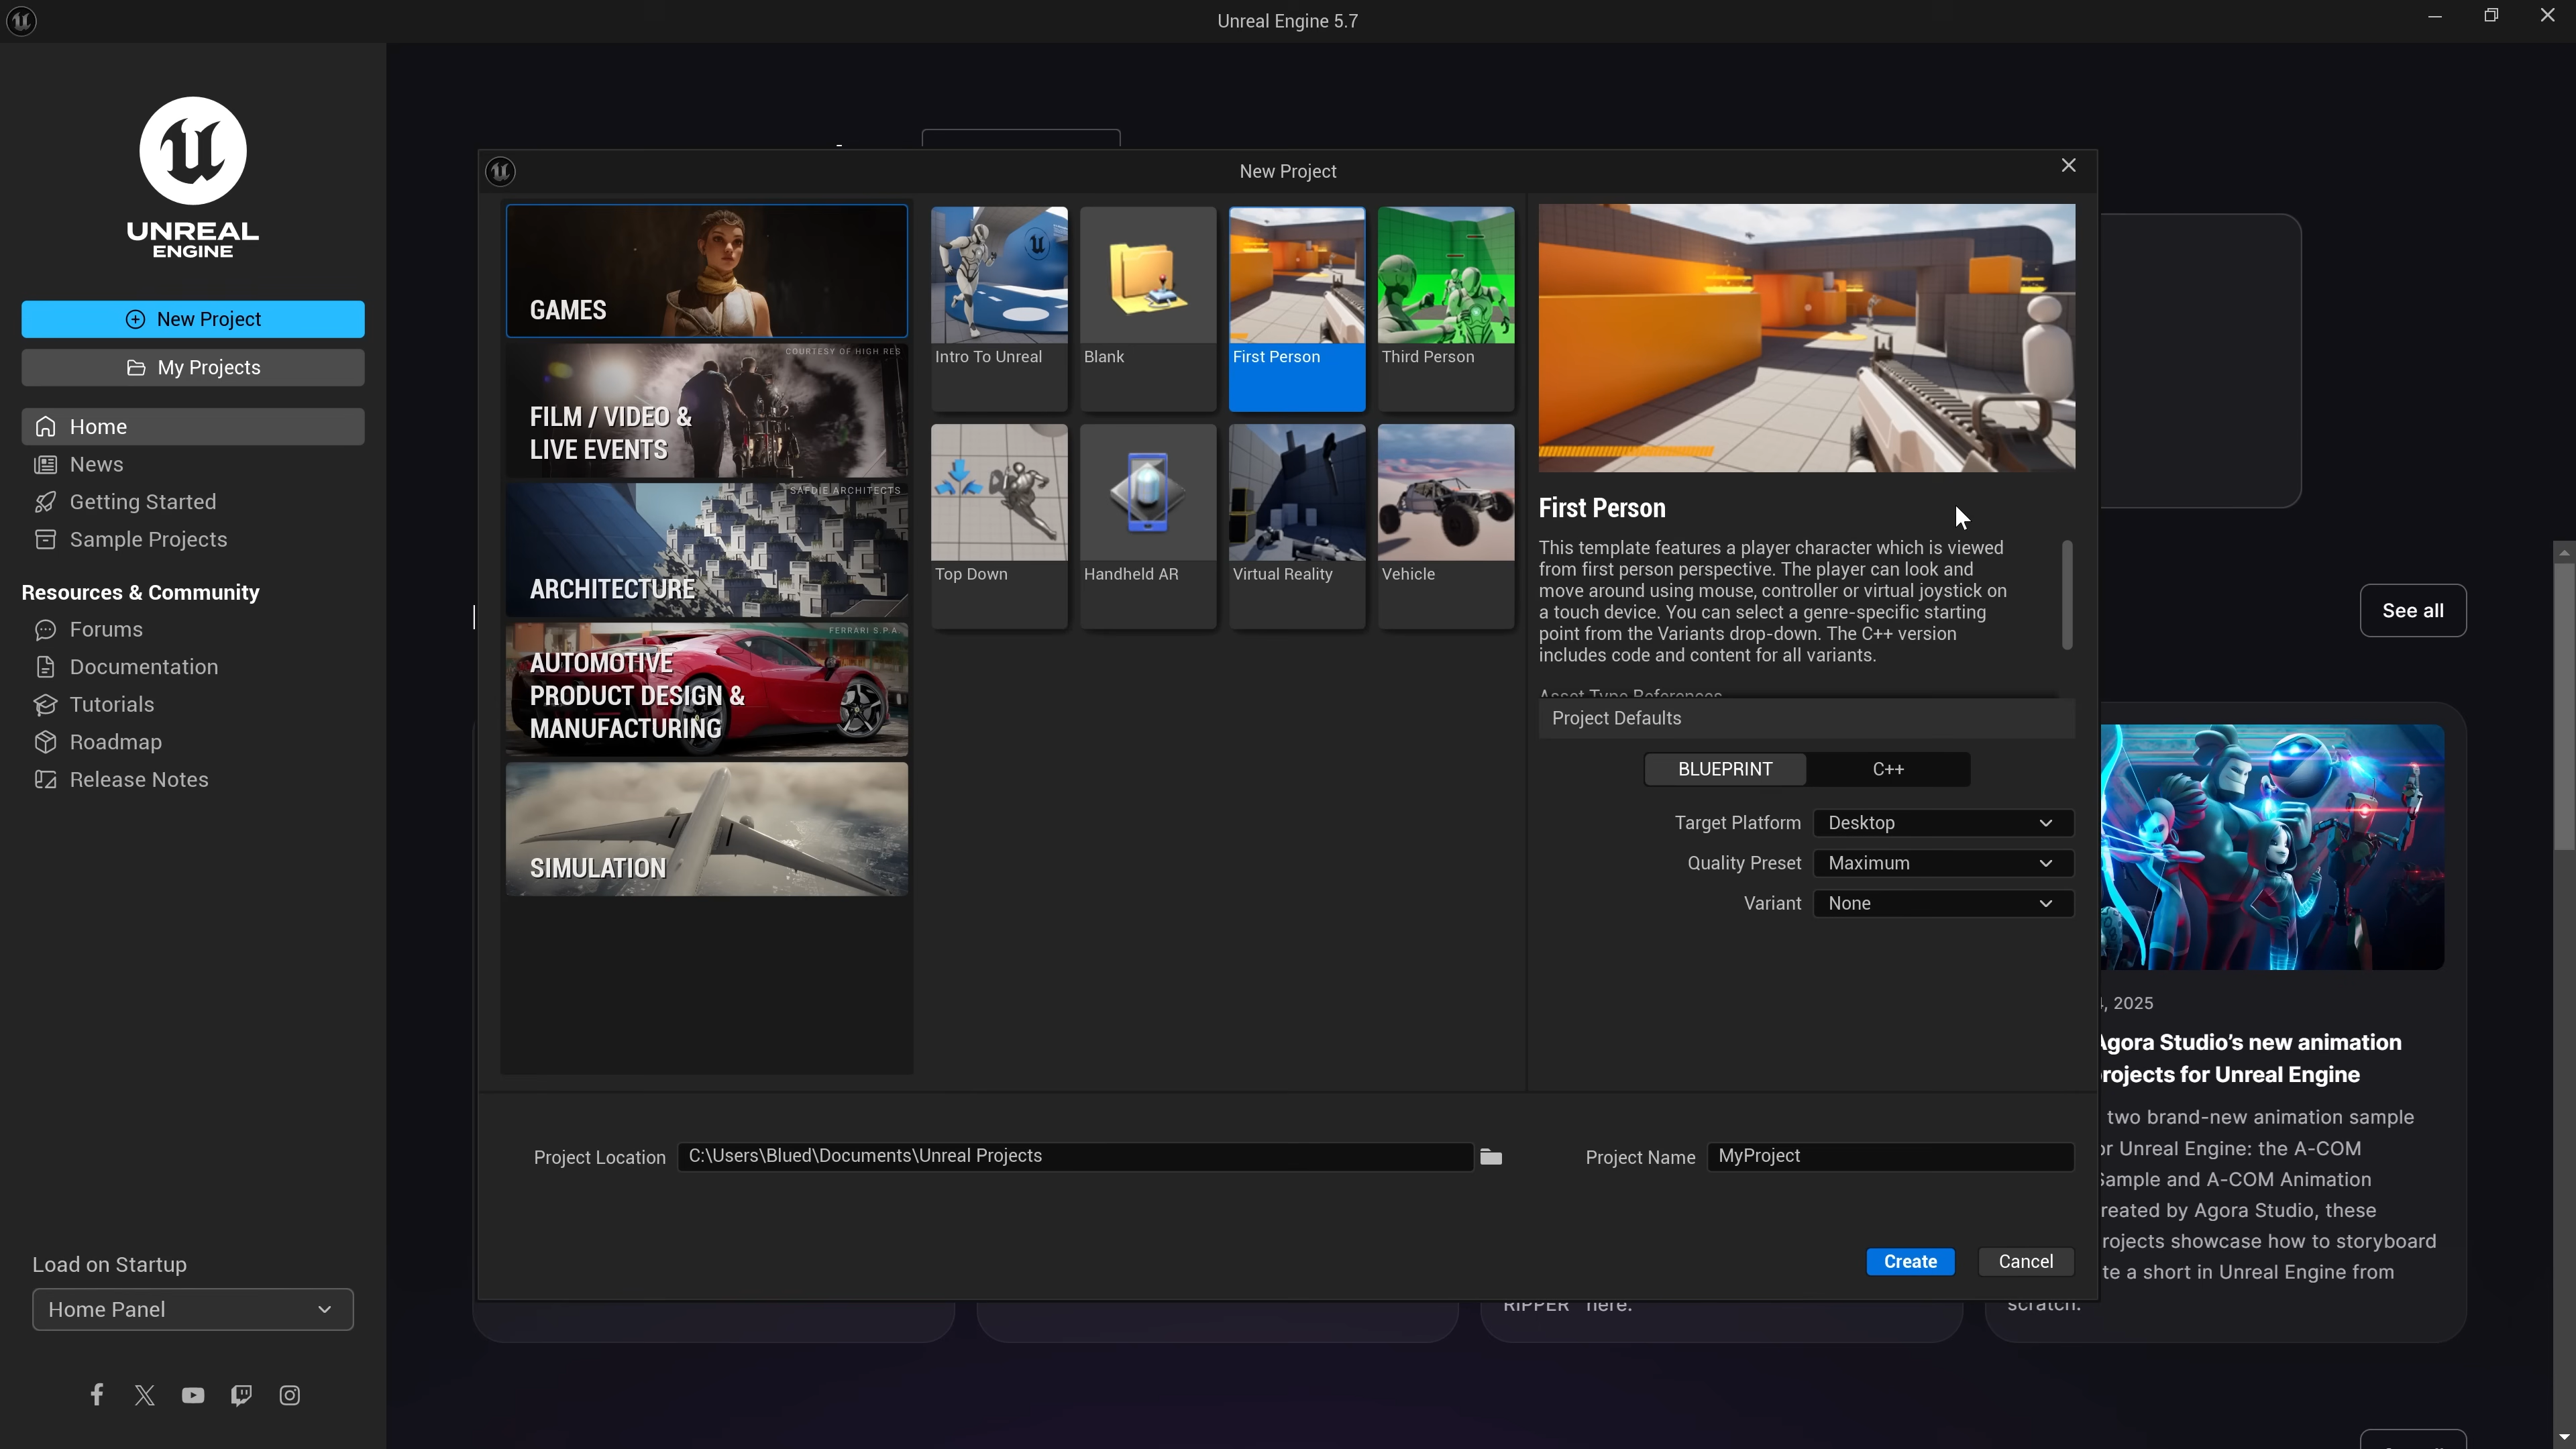 Unreal Engine 5.7
UNREAL
ENGINE
New Project
My Projects
Home
News
Getting Started
Sample Projects
Resources & Community
Forums
Documentation
Tutorials
Roadmap
Release Notes
Load on Startup
Home Panel
New Project
GAMES
COURTESY OF HIGH RES
FILM / VIDEO &
LIVE EVENTS
SAFDIE ARCHITECTS
ARCHITECTURE
FERRARI S.P.A.
AUTOMOTIVE
PRODUCT DESIGN &
MANUFACTURING
SIMULATION
Intro To Unreal
Blank
First Person
Third Person
Top Down
Handheld AR
Virtual Reality
Vehicle
First Person
This template features a player character which is viewed
from first person perspective. The player can look and
move around using mouse, controller or virtual joystick on
a touch device. You can select a genre-specific starting
point from the Variants drop-down. The C++ version
includes code and content for all variants.
Asset Type References
Project Defaults
BLUEPRINT
C++
Target Platform
Desktop
Quality Preset
Maximum
Variant
None
Project Location
C:\Users\Blued\Documents\Unreal Projects
Project Name
MyProject
Create
Cancel
See all
, 2025
Agora Studio's new animation
rojects for Unreal Engine
two brand-new animation sample
or Unreal Engine: the A-COM
Sample and A-COM Animation
reated by Agora Studio, these
rojects showcase how to storyboard
te a short in Unreal Engine from
scratch.
RIPPER" here.